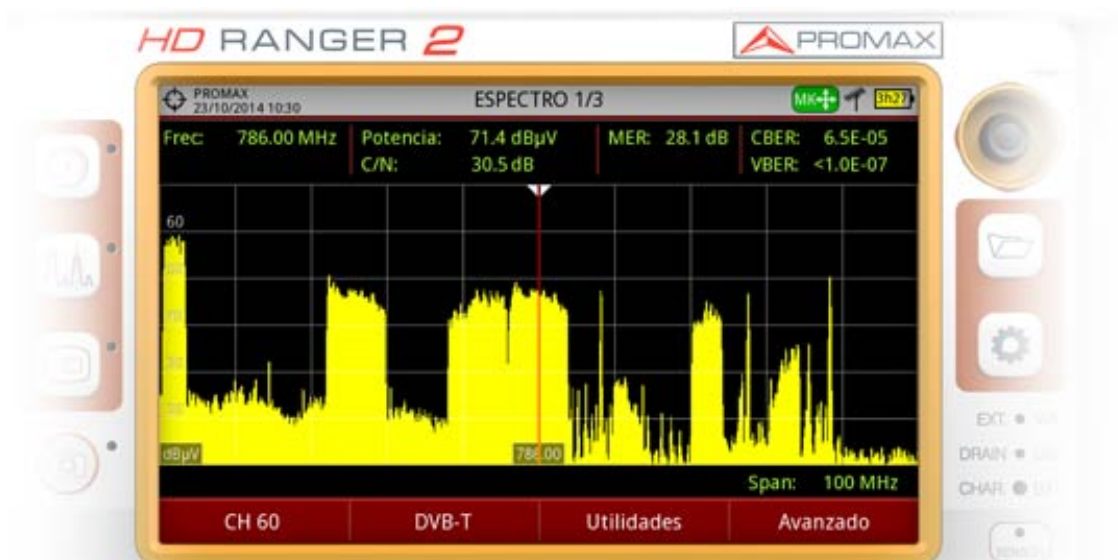 HD RANGER 2
PROMAX
PROMAX
23/10/2014 10:30
ESPECTRO 1/3
MK
3h27
Frec: 786.00 MHz
Potencia: 71.4 dBµV
C/N: 30.5 dB
MER: 28.1 dB
CBER: 6.5E-05
VBER: <1.0E-07
60
dBµV
786.00
Span: 100 MHz
CH 60
DVB-T
Utilidades
Avanzado
EXT.
DRAIN
CHAR.